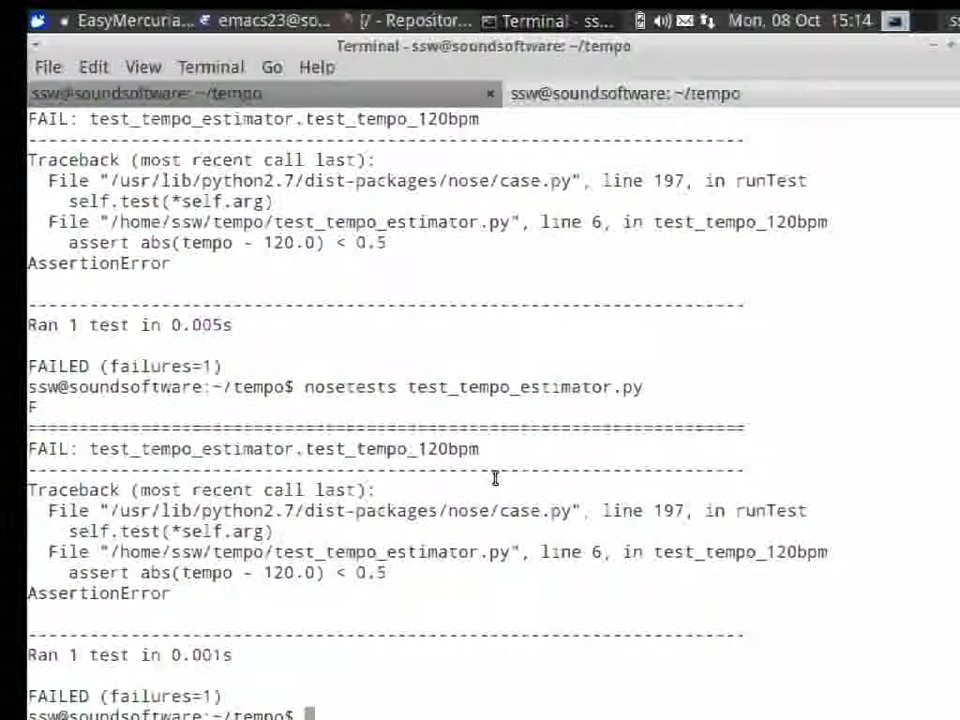 EasyMercuria... emacs23@so... [/ - Repositor... Terminal - ss... Mon, 08 Oct 15:14
Terminal - ssw@soundsoftware: ~/tempo
File Edit View Terminal Go Help
ssw@soundsoftware: ~/tempo × ssw@soundsoftware: ~/tempo
FAIL: test_tempo_estimator.test_tempo_120bpm
----------------------------------------------------------------------
Traceback (most recent call last):
File "/usr/lib/python2.7/dist-packages/nose/case.py", line 197, in runTest
self.test(*self.arg)
File "/home/ssw/tempo/test_tempo_estimator.py", line 6, in test_tempo_120bpm
assert abs(tempo - 120.0) < 0.5
AssertionError
----------------------------------------------------------------------
Ran 1 test in 0.005s
FAILED (failures=1)
ssw@soundsoftware:~/tempo$ nosetests test_tempo_estimator.py
F
======================================================================
FAIL: test_tempo_estimator.test_tempo_120bpm
----------------------------------------------------------------------
Traceback (most recent call last):
File "/usr/lib/python2.7/dist-packages/nose/case.py", line 197, in runTest
self.test(*self.arg)
File "/home/ssw/tempo/test_tempo_estimator.py", line 6, in test_tempo_120bpm
assert abs(tempo - 120.0) < 0.5
AssertionError
----------------------------------------------------------------------
Ran 1 test in 0.001s
FAILED (failures=1)
ssw@soundsoftware:~/tempo$